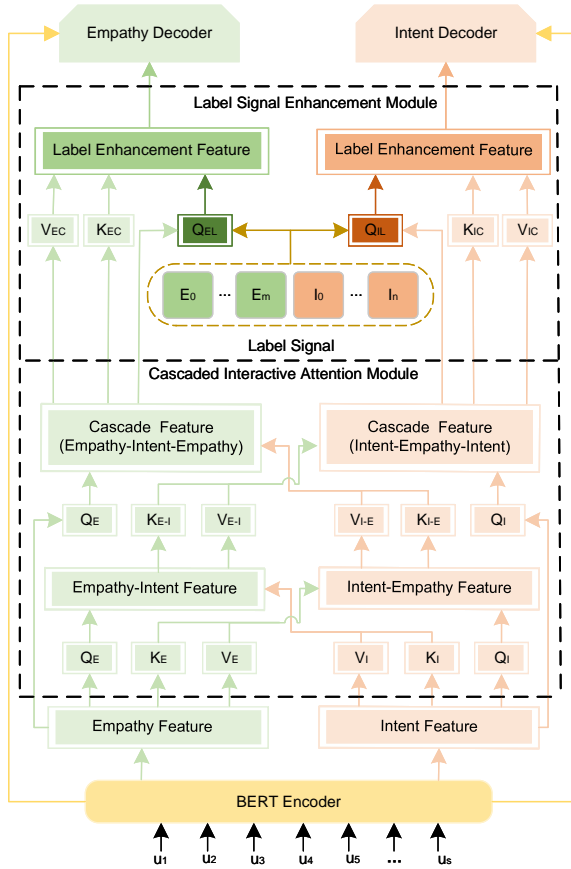 Empathy Decoder
Intent Decoder
Label Signal Enhancement Module
Label Enhancement Feature
Label Enhancement Feature
VEC
KEC
QEL
QIL
KIC
VIC
E0
...
Em
I0
...
In
Label Signal
Cascaded Interactive Attention Module
Cascade Feature
(Empathy-Intent-Empathy)
Cascade Feature
(Intent-Empathy-Intent)
QE
KE-I
VE-I
VI-E
KI-E
QI
Empathy-Intent Feature
Intent-Empathy Feature
QE
KE
VE
VI
KI
QI
Empathy Feature
Intent Feature
BERT Encoder
u1
u2
u3
u4
u5
...
us